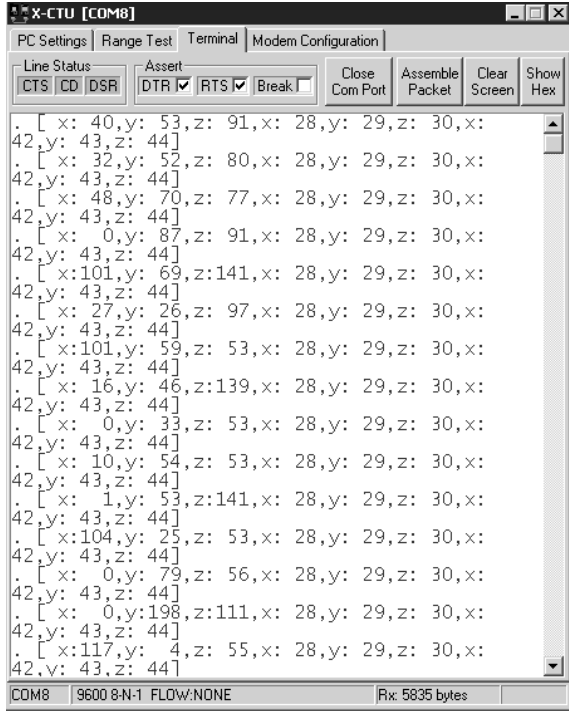 X-CTU [COM8]
PC Settings Range Test Terminal Modem Configuration
Line Status Assert
CTS CD DSR DTR RTS Break Close Com Port Assemble Packet Clear Screen Show Hex
. [ x: 40,y: 53,z: 91,x: 28,y: 29,z: 30,x:
42,y: 43,z: 44]
. [ x: 32,y: 52,z: 80,x: 28,y: 29,z: 30,x:
42,y: 43,z: 44]
. [ x: 48,y: 70,z: 77,x: 28,y: 29,z: 30,x:
42,y: 43,z: 44]
. [ x: 0,y: 87,z: 91,x: 28,y: 29,z: 30,x:
42,y: 43,z: 44]
. [ x:101,y: 69,z:141,x: 28,y: 29,z: 30,x:
42,y: 43,z: 44]
. [ x: 27,y: 26,z: 97,x: 28,y: 29,z: 30,x:
42,y: 43,z: 44]
. [ x:101,y: 59,z: 53,x: 28,y: 29,z: 30,x:
42,y: 43,z: 44]
. [ x: 16,y: 46,z:139,x: 28,y: 29,z: 30,x:
42,y: 43,z: 44]
. [ x: 0,y: 33,z: 53,x: 28,y: 29,z: 30,x:
42,y: 43,z: 44]
. [ x: 10,y: 54,z: 53,x: 28,y: 29,z: 30,x:
42,y: 43,z: 44]
. [ x: 1,y: 53,z:141,x: 28,y: 29,z: 30,x:
42,y: 43,z: 44]
. [ x:104,y: 25,z: 53,x: 28,y: 29,z: 30,x:
42,y: 43,z: 44]
. [ x: 0,y: 79,z: 56,x: 28,y: 29,z: 30,x:
42,y: 43,z: 44]
. [ x: 0,y:198,z:111,x: 28,y: 29,z: 30,x:
42,y: 43,z: 44]
. [ x:117,y: 4,z: 55,x: 28,y: 29,z: 30,x:
42,y: 43,z: 44]
COM8 9600 8-N-1 FLOW:NONE Rx: 5835 bytes